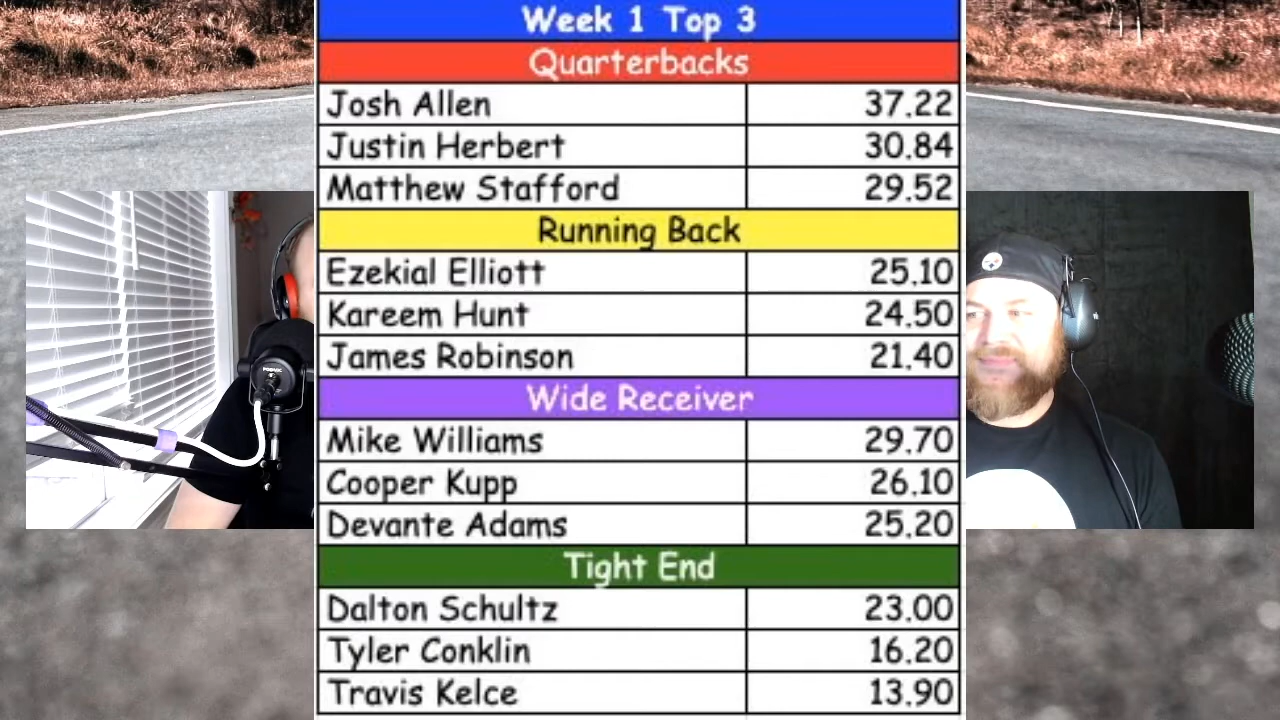 Week 1 Top 3
Quarterbacks
Josh Allen 37.22
Justin Herbert 30.84
Matthew Stafford 29.52
Running Back
Ezekial Elliott 25.10
Kareem Hunt 24.50
James Robinson 21.40
Wide Receiver
Mike Williams 29.70
Cooper Kupp 26.10
Devante Adams 25.20
Tight End
Dalton Schultz 23.00
Tyler Conklin 16.20
Travis Kelce 13.90